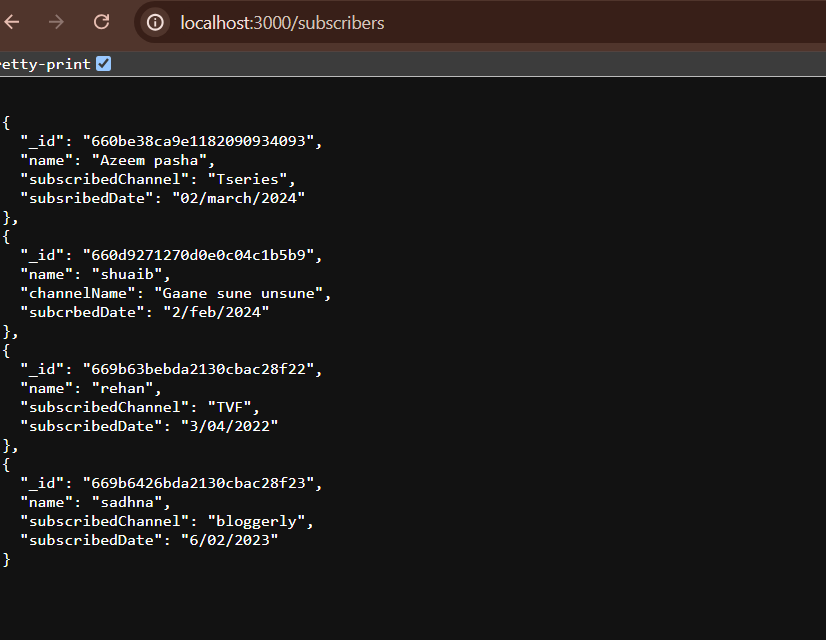 localhost:3000/subscribers
etty-print
{
"_id": "660be38ca9e1182090934093",
"name": "Azeem pasha",
"subscribedChannel": "Tseries",
"subsribedDate": "02/march/2024"
},
{
"_id": "660d9271270d0e0c04c1b5b9",
"name": "shuaib",
"channelName": "Gaane sune unsune",
"subcrbedDate": "2/feb/2024"
},
{
"_id": "669b63bebda2130cbac28f22",
"name": "rehan",
"subscribedChannel": "TVF",
"subscribedDate": "3/04/2022"
},
{
"_id": "669b6426bda2130cbac28f23",
"name": "sadhna",
"subscribedChannel": "bloggerly",
"subscribedDate": "6/02/2023"
}